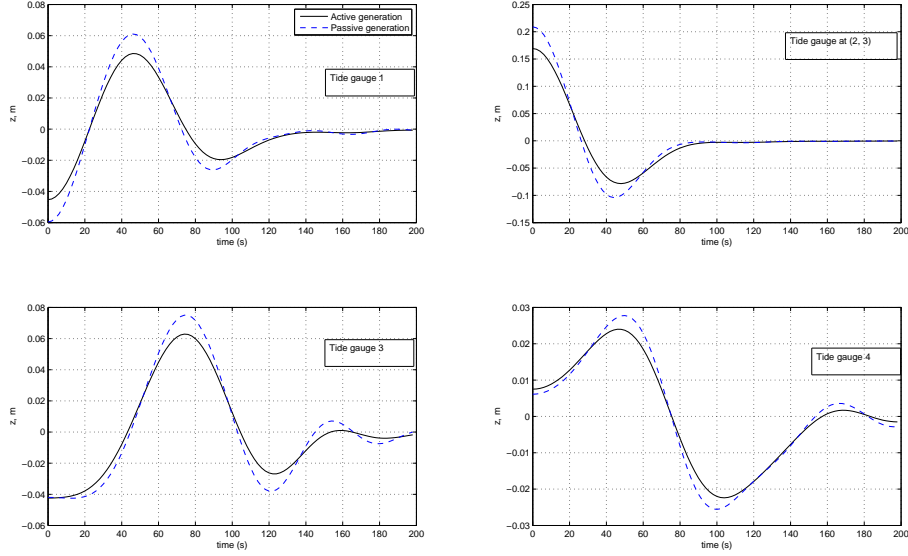 0.08
0.06
0.04
0.02
0
−0.02
−0.04
−0.06
z, m
0 20 40 60 80 100 120 140 160 180 200
time (s)
Active generation
Passive generation
Tide gauge 1
0.25
0.20
0.15
0.10
0.05
0
−0.05
−0.1
−0.15
z, m
0 20 40 60 80 100 120 140 160 180 200
time (s)
Tide gauge at (2, 3)
0.08
0.06
0.04
0.02
0
−0.02
−0.04
−0.06
z, m
0 20 40 60 80 100 120 140 160 180 200
time (s)
Tide gauge 3
0.03
0.02
0.01
0
−0.01
−0.02
−0.03
z, m
0 20 40 60 80 100 120 140 160 180 200
time (s)
Tide gauge 4